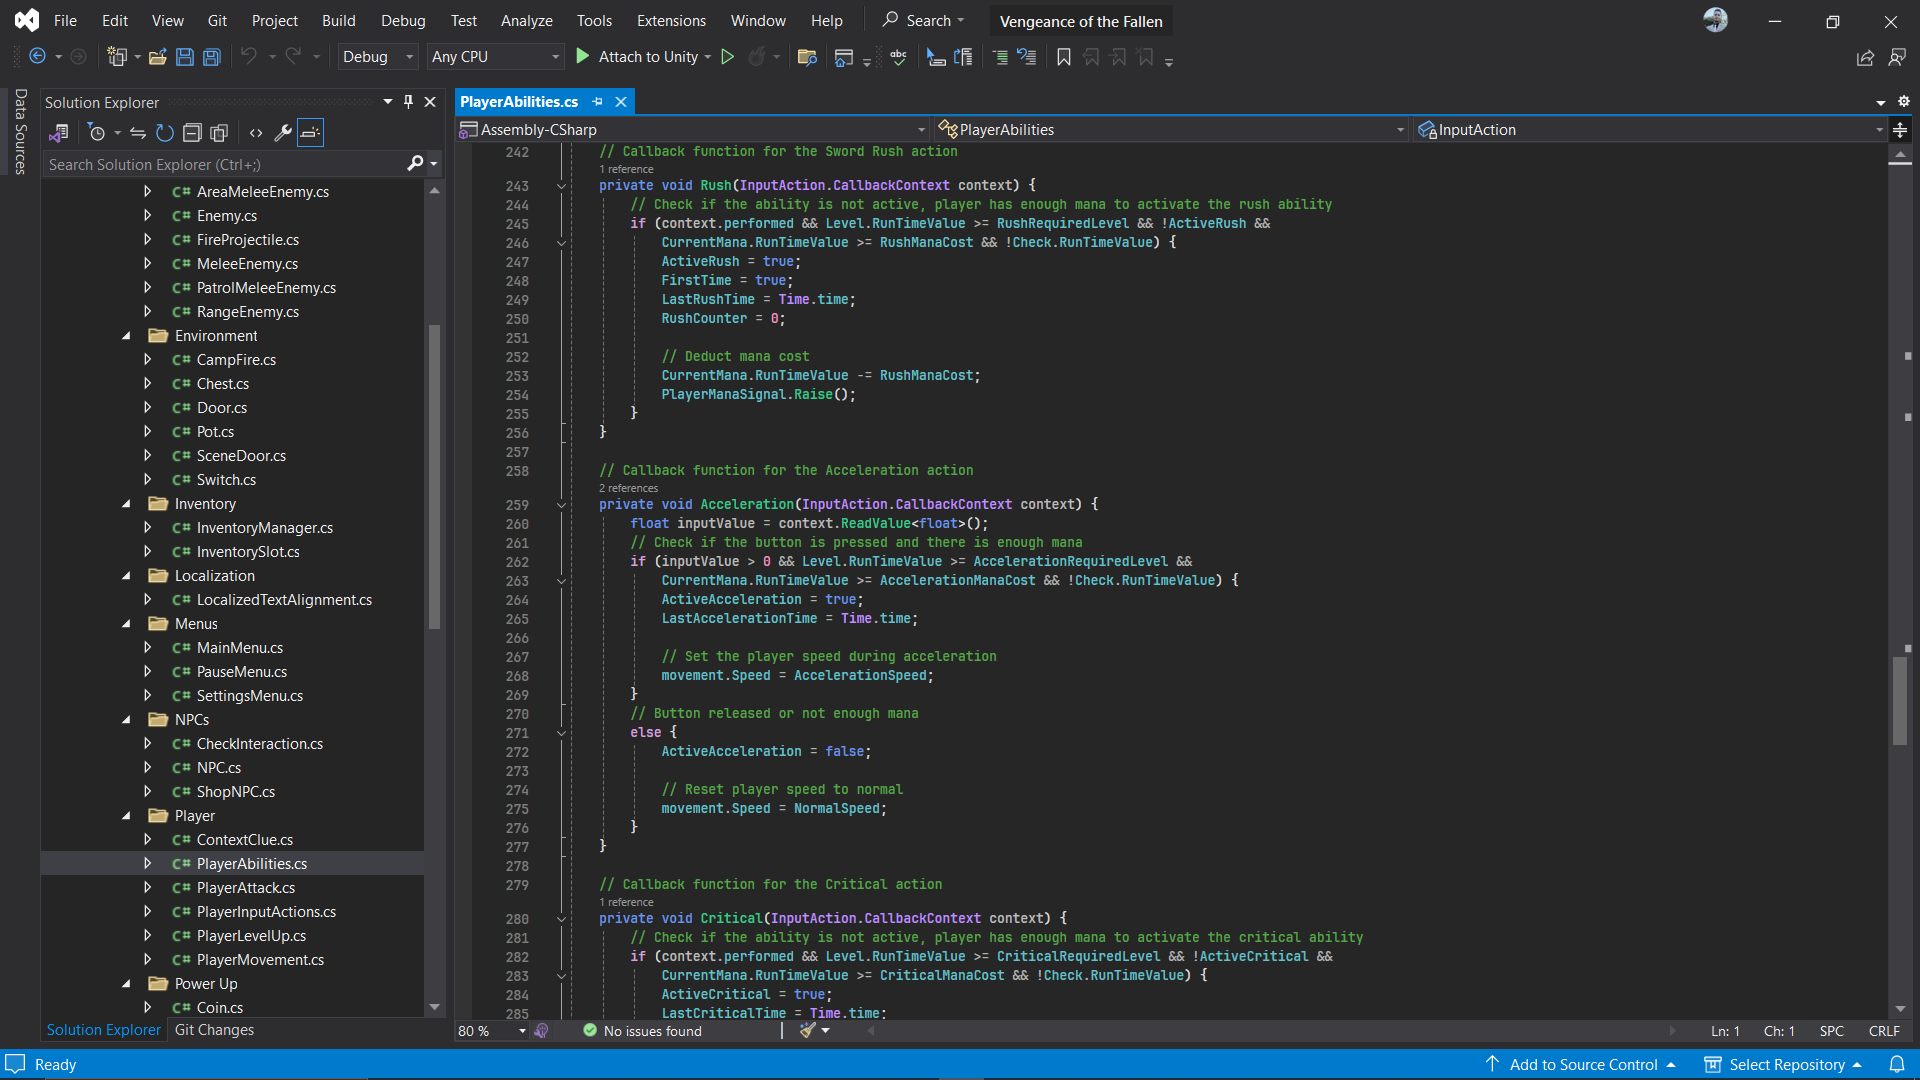 File Edit View Git Project Build Debug Test Analyze Tools Extensions Window Help Search Vengeance of the Fallen
Debug Any CPU Attach to Unity
Data Sources
Solution Explorer
Search Solution Explorer (Ctrl+;)
C# AreaMeleeEnemy.cs
C# Enemy.cs
C# FireProjectile.cs
C# MeleeEnemy.cs
C# PatrolMeleeEnemy.cs
C# RangeEnemy.cs
Environment
C# CampFire.cs
C# Chest.cs
C# Door.cs
C# Pot.cs
C# SceneDoor.cs
C# Switch.cs
Inventory
C# InventoryManager.cs
C# InventorySlot.cs
Localization
C# LocalizedTextAlignment.cs
Menus
C# MainMenu.cs
C# PauseMenu.cs
C# SettingsMenu.cs
NPCs
C# CheckInteraction.cs
C# NPC.cs
C# ShopNPC.cs
Player
C# ContextClue.cs
C# PlayerAbilities.cs
C# PlayerAttack.cs
C# PlayerInputActions.cs
C# PlayerLevelUp.cs
C# PlayerMovement.cs
Power Up
C# Coin.cs
Solution Explorer Git Changes
PlayerAbilities.cs
Assembly-CSharp PlayerAbilities InputAction
242 // Callback function for the Sword Rush action
1 reference
243 private void Rush(InputAction.CallbackContext context) {
244 // Check if the ability is not active, player has enough mana to activate the rush ability
245 if (context.performed && Level.RunTimeValue >= RushRequiredLevel && !ActiveRush &&
246 CurrentMana.RunTimeValue >= RushManaCost && !Check.RunTimeValue) {
247 ActiveRush = true;
248 FirstTime = true;
249 LastRushTime = Time.time;
250 RushCounter = 0;
251
252 // Deduct mana cost
253 CurrentMana.RunTimeValue -= RushManaCost;
254 PlayerManaSignal.Raise();
255 }
256 }
257
258 // Callback function for the Acceleration action
2 references
259 private void Acceleration(InputAction.CallbackContext context) {
260 float inputValue = context.ReadValue<float>();
261 // Check if the button is pressed and there is enough mana
262 if (inputValue > 0 && Level.RunTimeValue >= AccelerationRequiredLevel &&
263 CurrentMana.RunTimeValue >= AccelerationManaCost && !Check.RunTimeValue) {
264 ActiveAcceleration = true;
265 LastAccelerationTime = Time.time;
266
267 // Set the player speed during acceleration
268 movement.Speed = AccelerationSpeed;
269 }
270 // Button released or not enough mana
271 else {
272 ActiveAcceleration = false;
273
274 // Reset player speed to normal
275 movement.Speed = NormalSpeed;
276 }
277 }
278
279 // Callback function for the Critical action
1 reference
280 private void Critical(InputAction.CallbackContext context) {
281 // Check if the ability is not active, player has enough mana to activate the critical ability
282 if (context.performed && Level.RunTimeValue >= CriticalRequiredLevel && !ActiveCritical &&
283 CurrentMana.RunTimeValue >= CriticalManaCost && !Check.RunTimeValue) {
284 ActiveCritical = true;
285 LastCriticalTime = Time.time;
80 % No issues found Ln: 1 Ch: 1 SPC CRLF
Ready Add to Source Control Select Repository